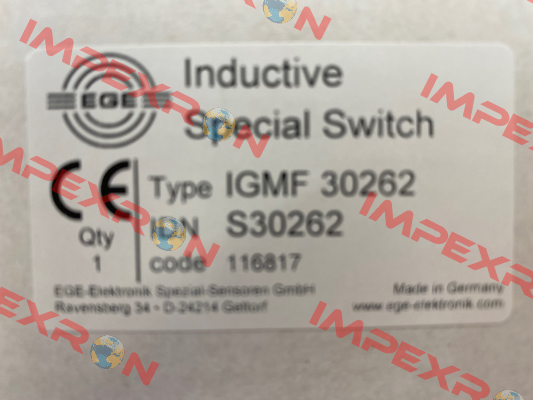 Inductive
EGE
Special Switch
CE
Type IGMF 30262
Qty IDN S30262
1 code 116817
EGE-Elektronik Spezial-Sensoren GmbH Made in Germany
Ravensberg 34 • D-24214 Gettorf www.ege-elektronik.com
IMPEXRON
IMPEXRON
IMPEXRON
IMPEXRON
IMPEXRON
IMPEXRON